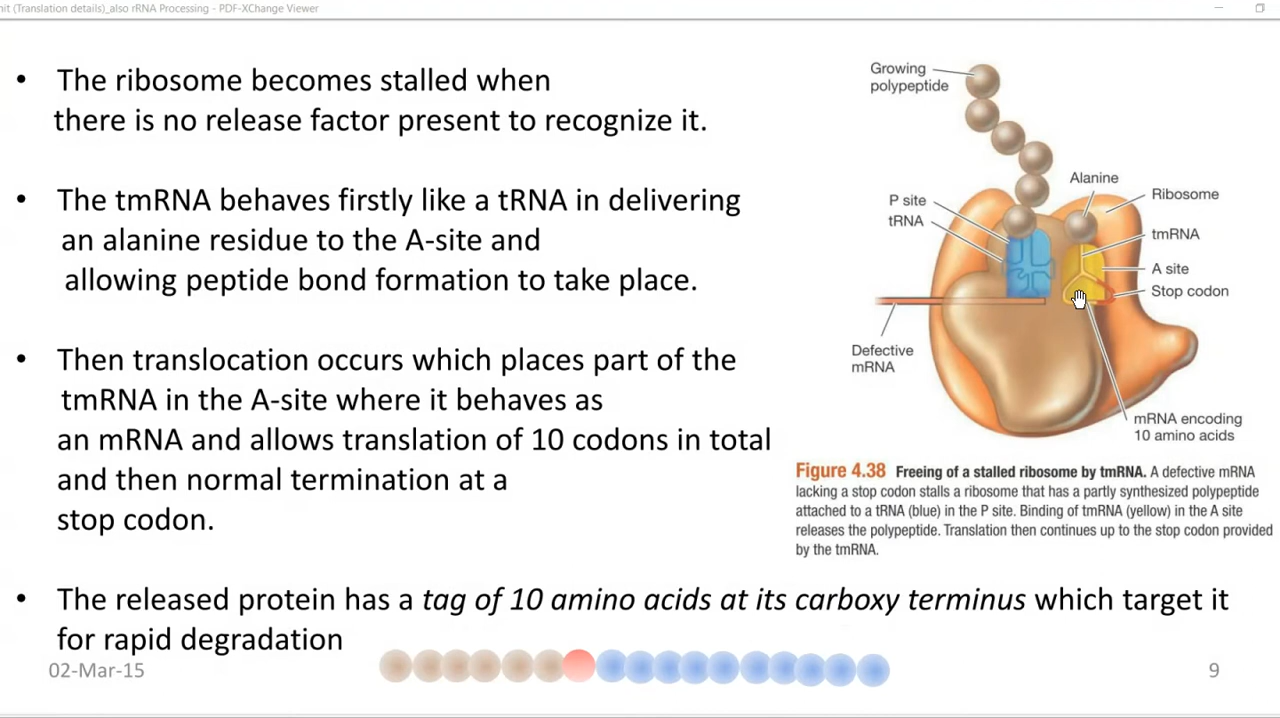 nit (Translation details)_also rRNA Processing - PDF-XChange Viewer
• The ribosome becomes stalled when
there is no release factor present to recognize it.
• The tmRNA behaves firstly like a tRNA in delivering
an alanine residue to the A-site and
allowing peptide bond formation to take place.
• Then translocation occurs which places part of the
tmRNA in the A-site where it behaves as
an mRNA and allows translation of 10 codons in total
and then normal termination at a
stop codon.
• The released protein has a tag of 10 amino acids at its carboxy terminus which target it
for rapid degradation
Growing
polypeptide
P site
tRNA
Alanine
Ribosome
tmRNA
A site
Stop codon
Defective
mRNA
mRNA encoding
10 amino acids
Figure 4.38 Freeing of a stalled ribosome by tmRNA. A defective mRNA
lacking a stop codon stalls a ribosome that has a partly synthesized polypeptide
attached to a tRNA (blue) in the P site. Binding of tmRNA (yellow) in the A site
releases the polypeptide. Translation then continues up to the stop codon provided
by the tmRNA.
02-Mar-15
9